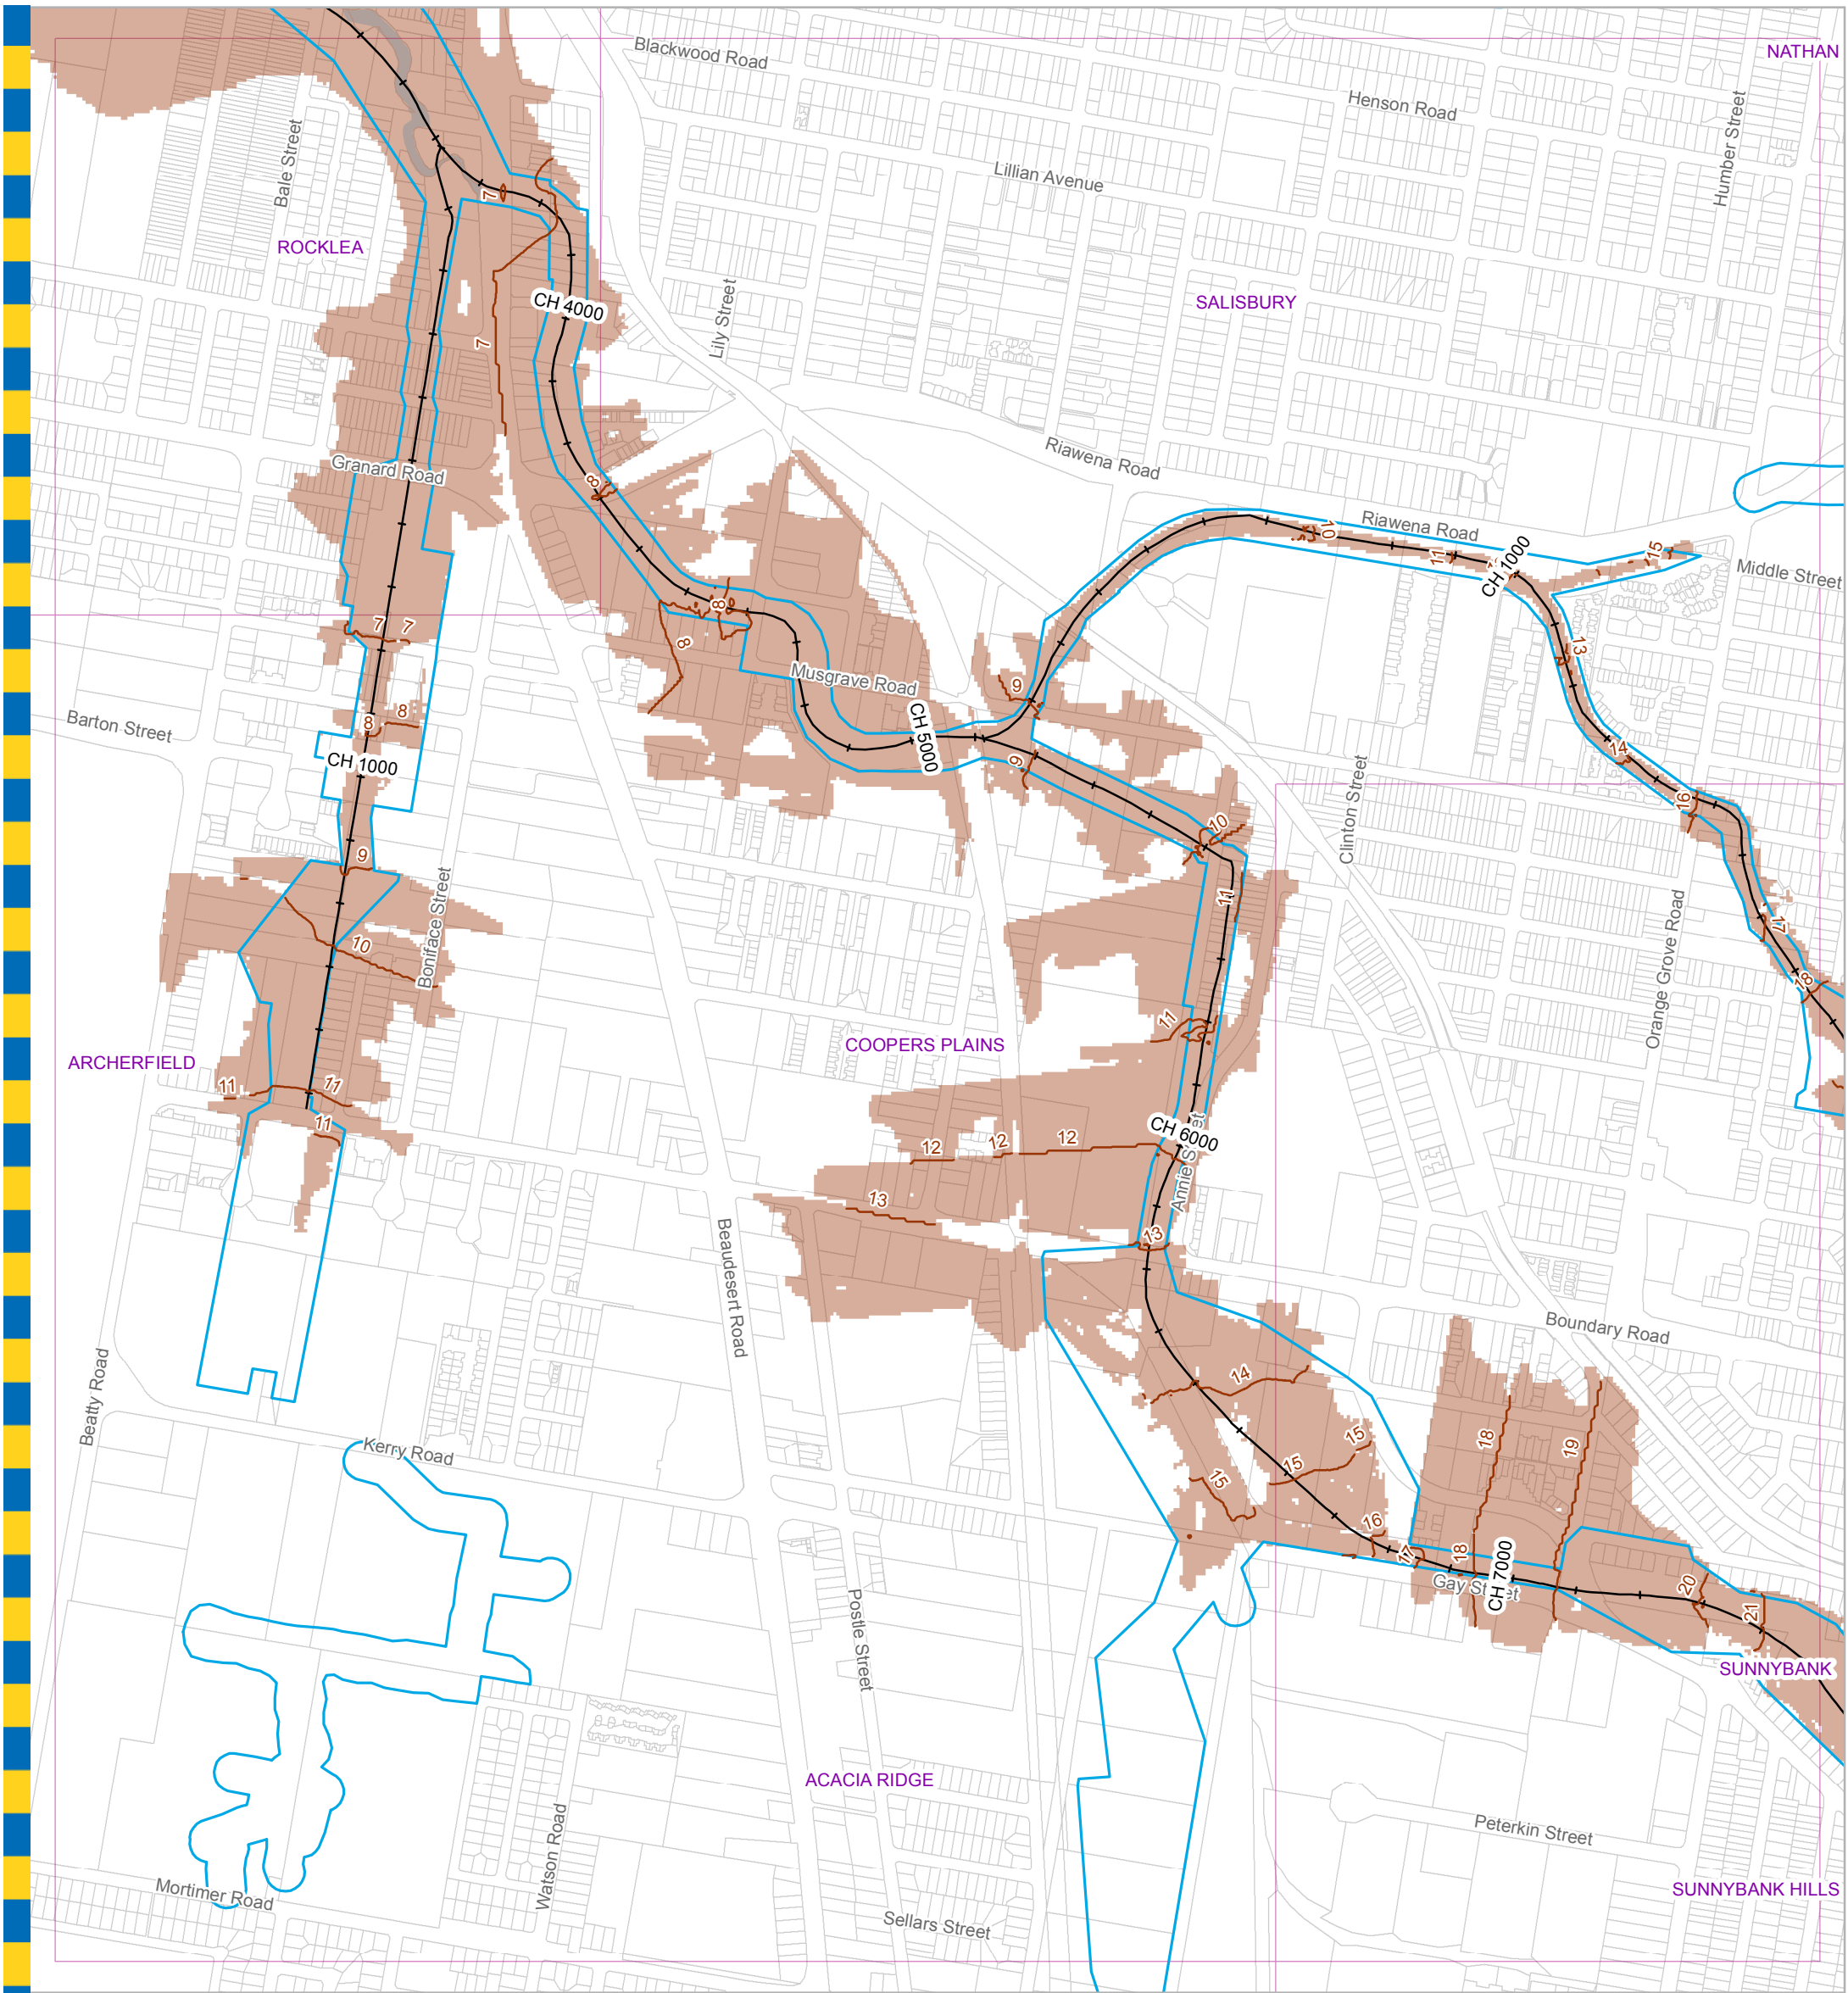 Blackwood Road
NATHAN
Henson Road
Humber Street
Bale Street
Lillian Avenue
7
ROCKLEA
SALISBURY
CH 4000
Lily Street
7
Riawena Road
Granard Road
8
Riawena Road
10
11
CH 1000
15
Middle Street
8
7
7
8
13
Musgrave Road
9
8
8
Barton Street
CH 5000
14
CH 1000
9
16
Clinton Street
10
9
11
Boniface Street
Orange Grove Road
17
10
18
11
COOPERS PLAINS
ARCHERFIELD
11
11
11
CH 6000
12
12
12
Annie Street
13
13
Beaudesert Road
Boundary Road
14
Beatty Road
15
18
19
Kerry Road
15
15
16
17
18
CH 7000
Gay Street
20
21
Postle Street
SUNNYBANK
ACACIA RIDGE
Watson Road
Peterkin Street
SUNNYBANK HILLS
Mortimer Road
Sellars Street